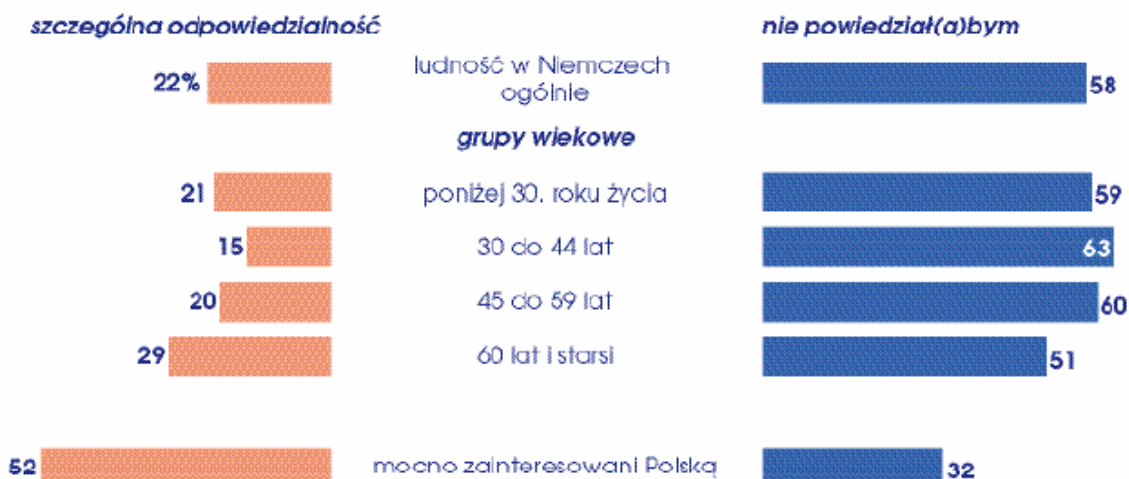 szczególna odpowiedzialność nie powiedział(a)bym
22% ludność w Niemczech 58
ogólnie
grupy wiekowe
21 poniżej 30. roku życia 59
15 30 do 44 lat 63
20 45 do 59 lat 60
29 60 lat i starsi 51
52 mocno zainteresowani Polską 32